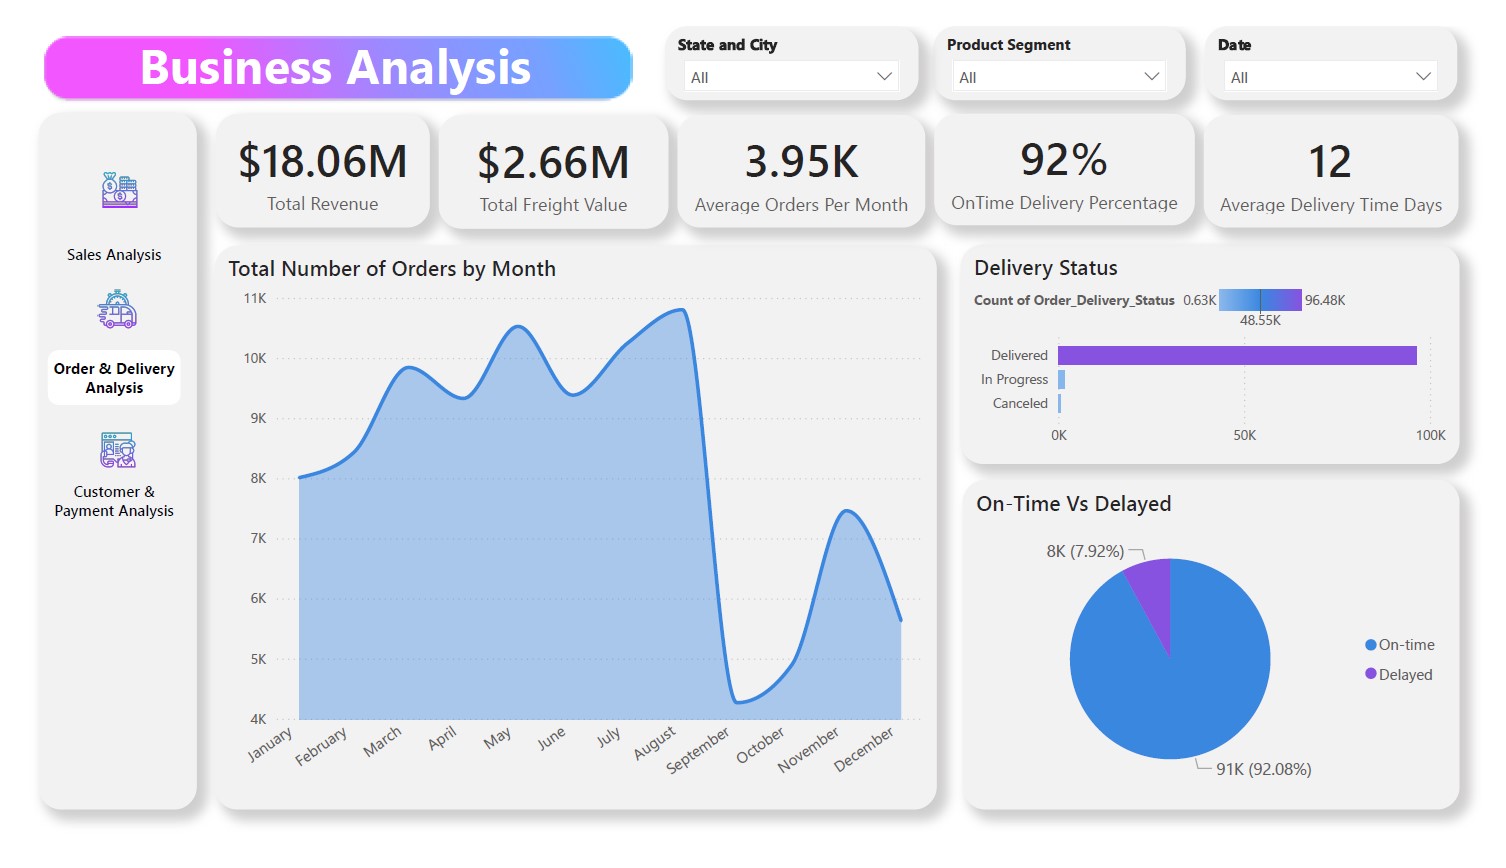 Business Analysis
State and City
All
Product Segment
All
Date
All
$18.06M
Total Revenue
$2.66M
Total Freight Value
3.95K
Average Orders Per Month
92%
OnTime Delivery Percentage
12
Average Delivery Time Days
Sales Analysis
Order & Delivery
Analysis
Customer &
Payment Analysis
Total Number of Orders by Month
11K
10K
9K
8K
7K
6K
5K
4K
January
February
March
April
May
June
July
August
September
October
November
December
Delivery Status
Count of Order_Delivery_Status 0.63K 96.48K
48.55K
Delivered
In Progress
Canceled
0K 50K 100K
On-Time Vs Delayed
8K (7.92%)
On-time
Delayed
91K (92.08%)